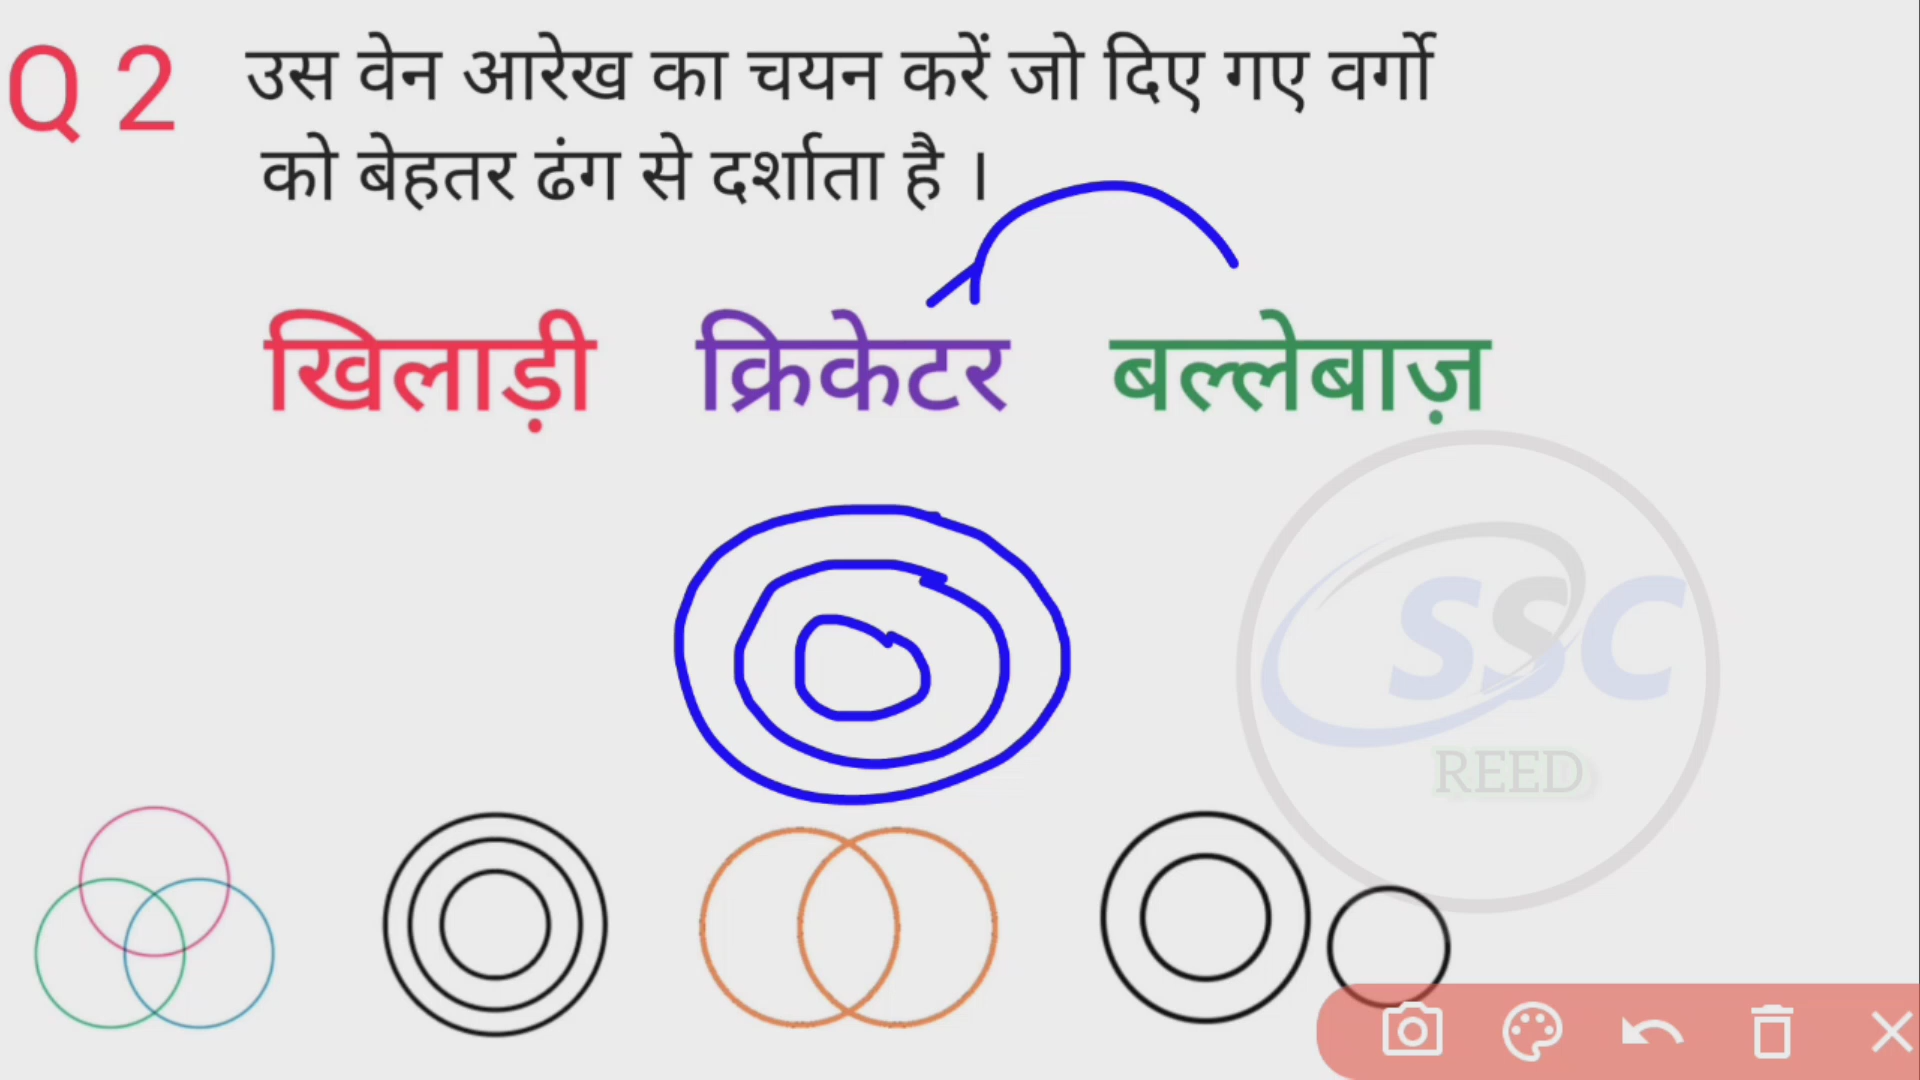 Q 2 उस वेन आरेख का चयन करें जो दिए गए वर्गो
को बेहतर ढंग से दर्शाता है ।
खिलाड़ी क्रिकेटर बल्लेबाज़
SSC
REED